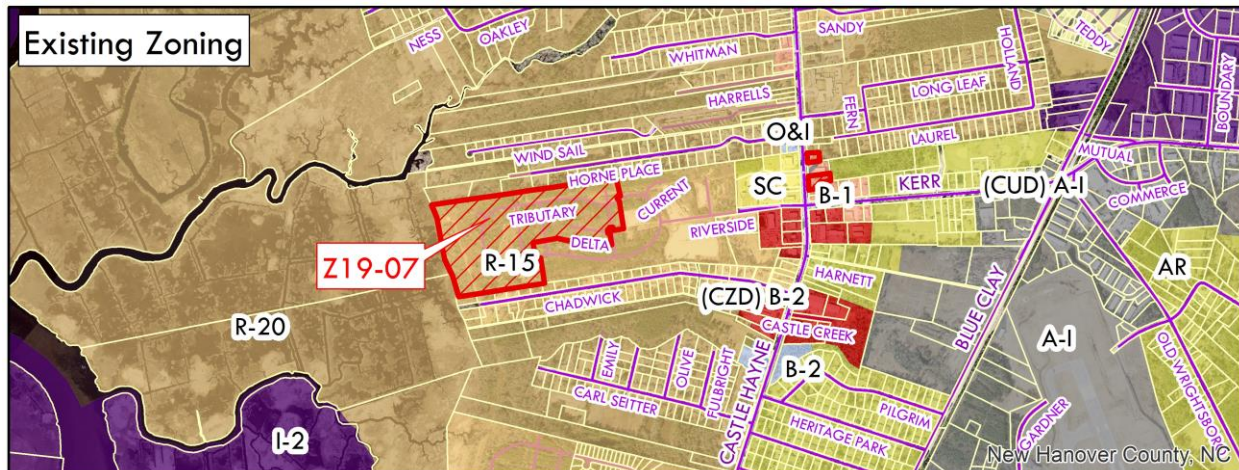 Existing Zoning
NESS
OAKLEY
WHITMAN
SANDY
HOLLAND
TEDDY
BOUNDARY
HARRELLS
FERN
LONG LEAF
O&I
LAUREL
WIND SAIL
MUTUAL
HORNE PLACE
SC
KERR
(CUD) A-I
COMMERCE
B-1
TRIBUTARY
CURRENT
RIVERSIDE
DELTA
Z19-07
R-15
HARNETT
AR
CHADWICK
(CZD) B-2
BLUE CLAY
R-20
CASTLE CREEK
A-I
OLD WRIGHTSBORO
EMILY
OLIVE
FULBRIGHT
B-2
CARL SEITTER
CASTLE HAYNE
PILGRIM
HERITAGE PARK
GARDNER
I-2
New Hanover County, NC